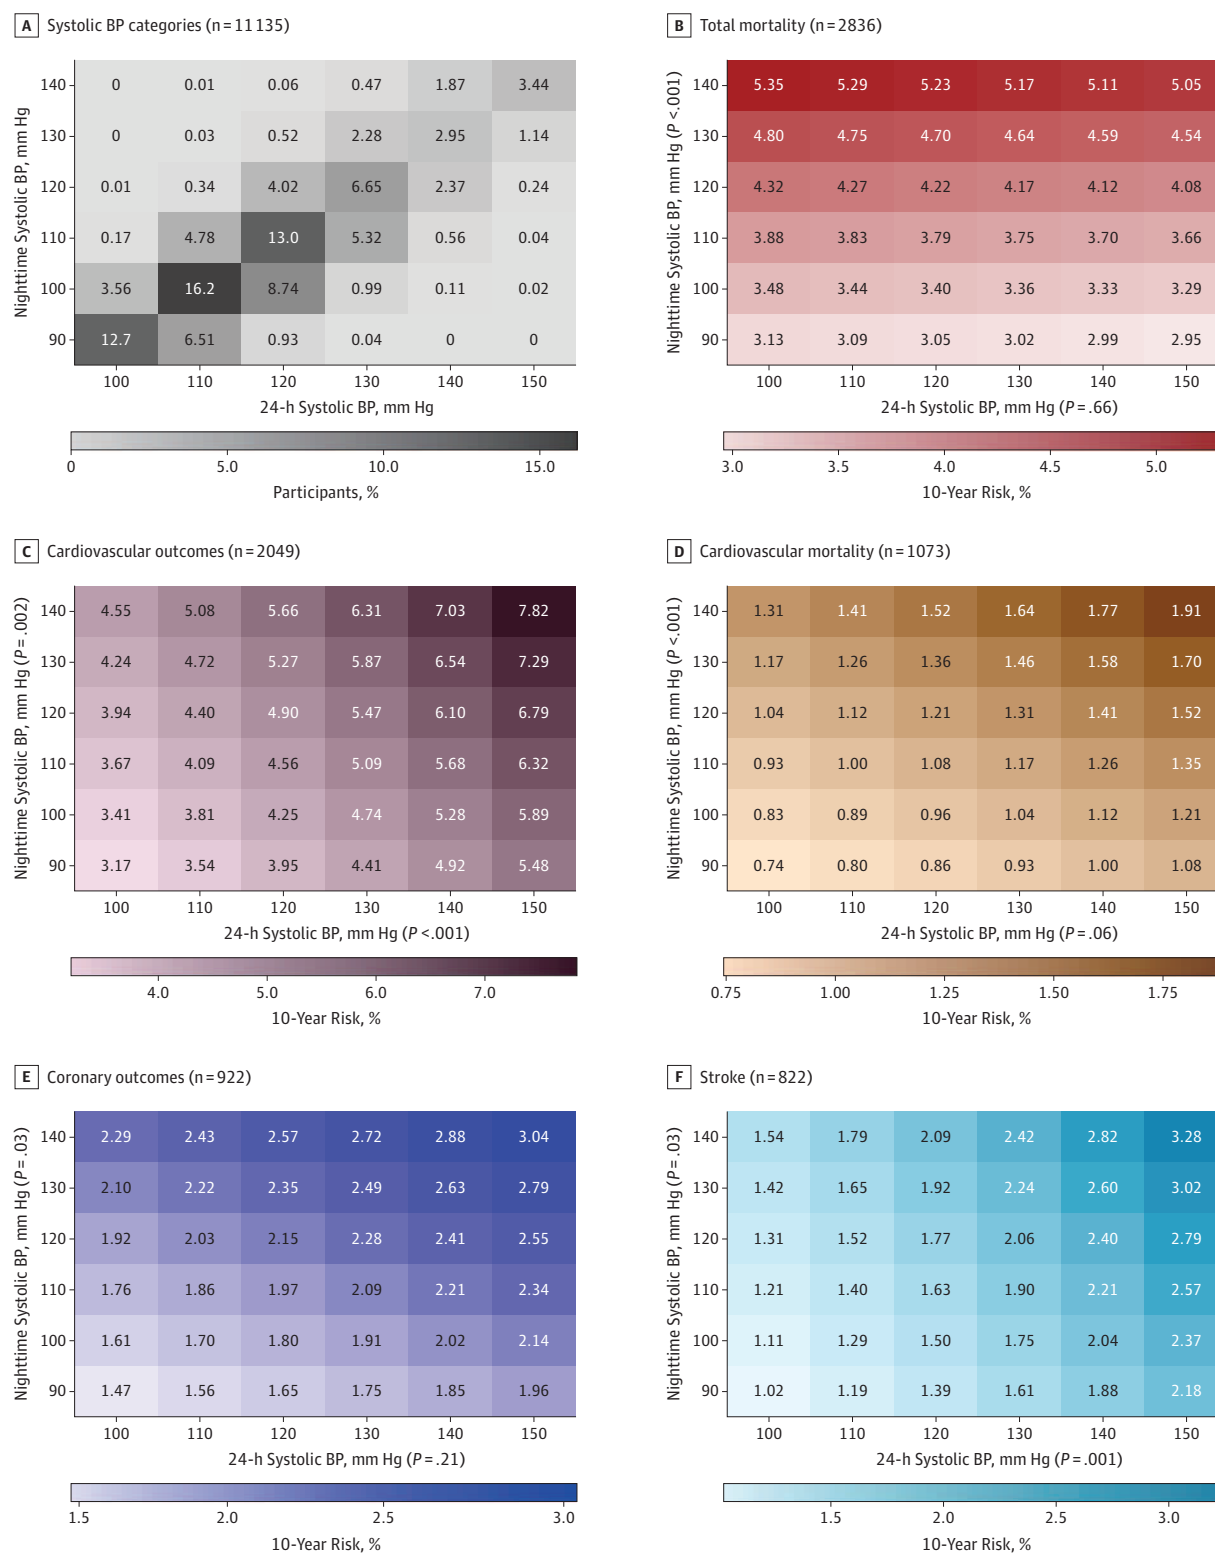 A Systolic BP categories (n = 11 135)
Nighttime Systolic BP, mm Hg
140 0 0.01 0.06 0.47 1.87 3.44
130 0 0.03 0.52 2.28 2.95 1.14
120 0.01 0.34 4.02 6.65 2.37 0.24
110 0.17 4.78 13.0 5.32 0.56 0.04
100 3.56 16.2 8.74 0.99 0.11 0.02
90 12.7 6.51 0.93 0.04 0 0
100 110 120 130 140 150
24-h Systolic BP, mm Hg
0 5.0 10.0 15.0
Participants, %
B Total mortality (n = 2836)
Nighttime Systolic BP, mm Hg (P <.001)
140 5.35 5.29 5.23 5.17 5.11 5.05
130 4.80 4.75 4.70 4.64 4.59 4.54
120 4.32 4.27 4.22 4.17 4.12 4.08
110 3.88 3.83 3.79 3.75 3.70 3.66
100 3.48 3.44 3.40 3.36 3.33 3.29
90 3.13 3.09 3.05 3.02 2.99 2.95
100 110 120 130 140 150
24-h Systolic BP, mm Hg (P = .66)
3.0 3.5 4.0 4.5 5.0
10-Year Risk, %
C Cardiovascular outcomes (n = 2049)
Nighttime Systolic BP, mm Hg (P = .002)
140 4.55 5.08 5.66 6.31 7.03 7.82
130 4.24 4.72 5.27 5.87 6.54 7.29
120 3.94 4.40 4.90 5.47 6.10 6.79
110 3.67 4.09 4.56 5.09 5.68 6.32
100 3.41 3.81 4.25 4.74 5.28 5.89
90 3.17 3.54 3.95 4.41 4.92 5.48
100 110 120 130 140 150
24-h Systolic BP, mm Hg (P <.001)
4.0 5.0 6.0 7.0
10-Year Risk, %
D Cardiovascular mortality (n = 1073)
Nighttime Systolic BP, mm Hg (P <.001)
140 1.31 1.41 1.52 1.64 1.77 1.91
130 1.17 1.26 1.36 1.46 1.58 1.70
120 1.04 1.12 1.21 1.31 1.41 1.52
110 0.93 1.00 1.08 1.17 1.26 1.35
100 0.83 0.89 0.96 1.04 1.12 1.21
90 0.74 0.80 0.86 0.93 1.00 1.08
100 110 120 130 140 150
24-h Systolic BP, mm Hg (P = .06)
0.75 1.00 1.25 1.50 1.75
10-Year Risk, %
E Coronary outcomes (n = 922)
Nighttime Systolic BP, mm Hg (P = .03)
140 2.29 2.43 2.57 2.72 2.88 3.04
130 2.10 2.22 2.35 2.49 2.63 2.79
120 1.92 2.03 2.15 2.28 2.41 2.55
110 1.76 1.86 1.97 2.09 2.21 2.34
100 1.61 1.70 1.80 1.91 2.02 2.14
90 1.47 1.56 1.65 1.75 1.85 1.96
100 110 120 130 140 150
24-h Systolic BP, mm Hg (P = .21)
1.5 2.0 2.5 3.0
10-Year Risk, %
F Stroke (n = 822)
Nighttime Systolic BP, mm Hg (P = .03)
140 1.54 1.79 2.09 2.42 2.82 3.28
130 1.42 1.65 1.92 2.24 2.60 3.02
120 1.31 1.52 1.77 2.06 2.40 2.79
110 1.21 1.40 1.63 1.90 2.21 2.57
100 1.11 1.29 1.50 1.75 2.04 2.37
90 1.02 1.19 1.39 1.61 1.88 2.18
100 110 120 130 140 150
24-h Systolic BP, mm Hg (P = .001)
1.5 2.0 2.5 3.0
10-Year Risk, %